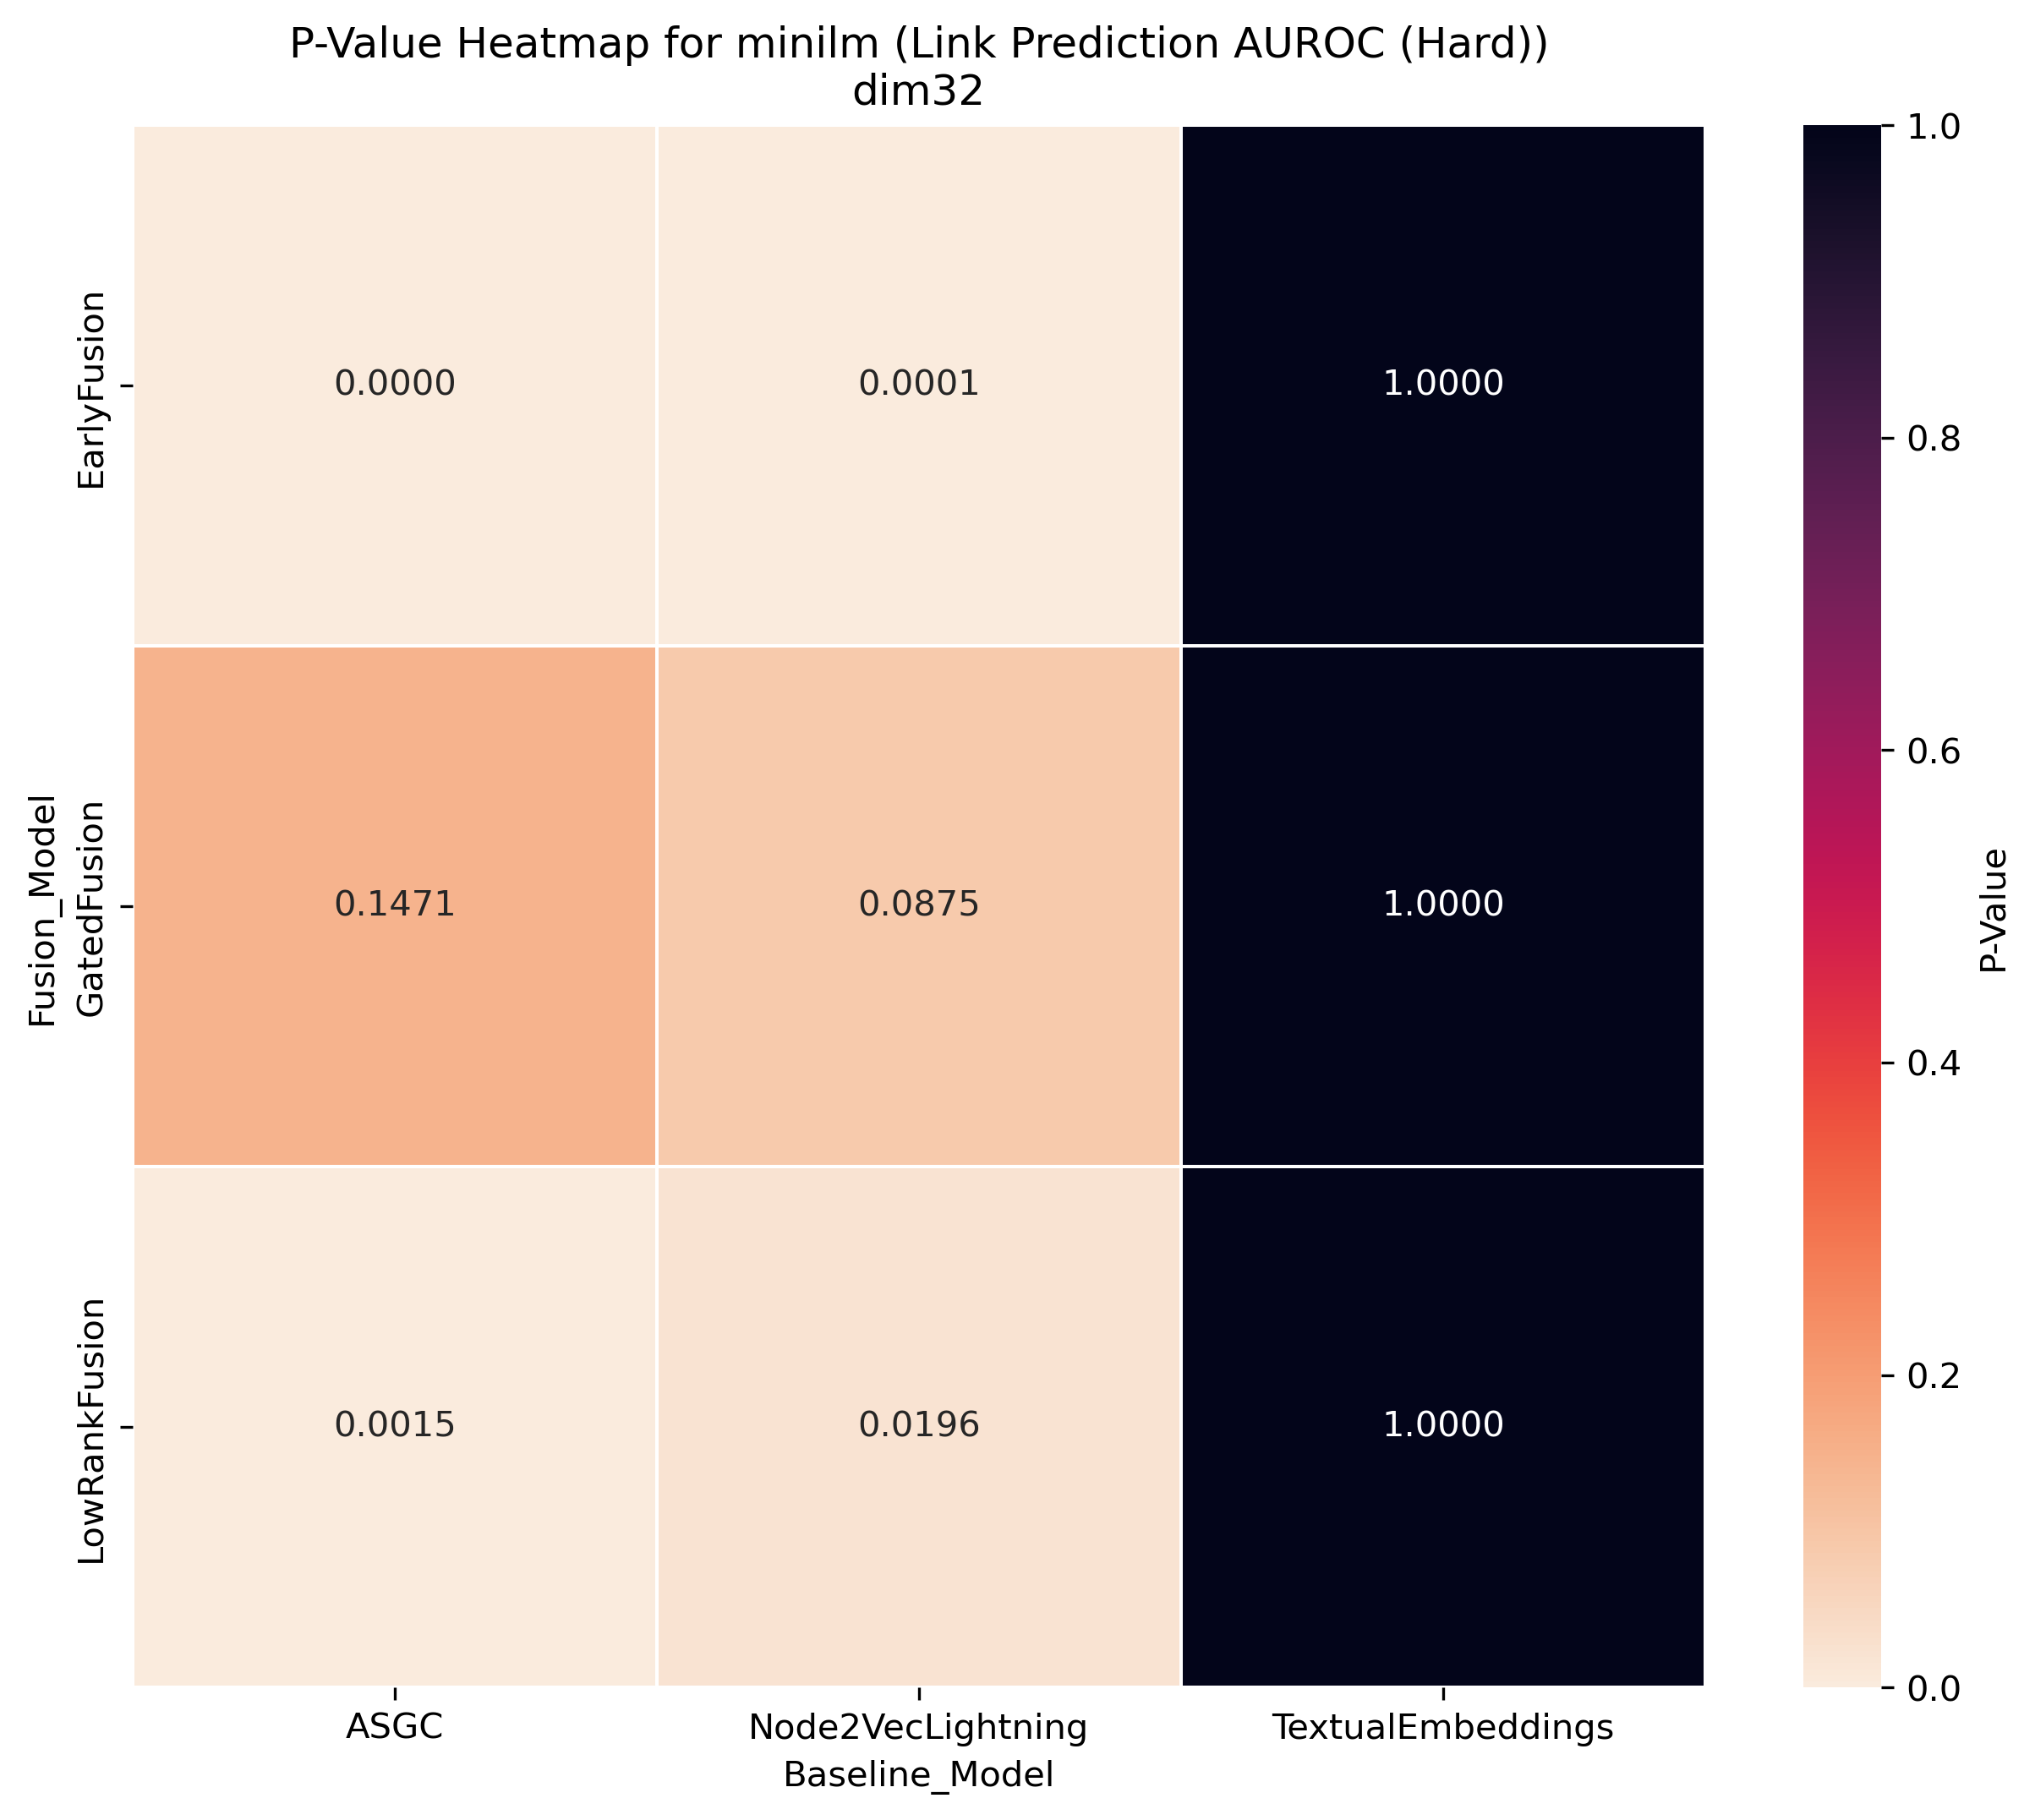 P-Value Heatmap for minilm (Link Prediction AUROC (Hard))
dim32
Fusion_Model
EarlyFusion
0.0000 0.0001 1.0000
GatedFusion
0.1471 0.0875 1.0000
LowRankFusion
0.0015 0.0196 1.0000
ASGC Node2VecLightning TextualEmbeddings
Baseline_Model
1.0
0.8
0.6
0.4
0.2
0.0
P-Value